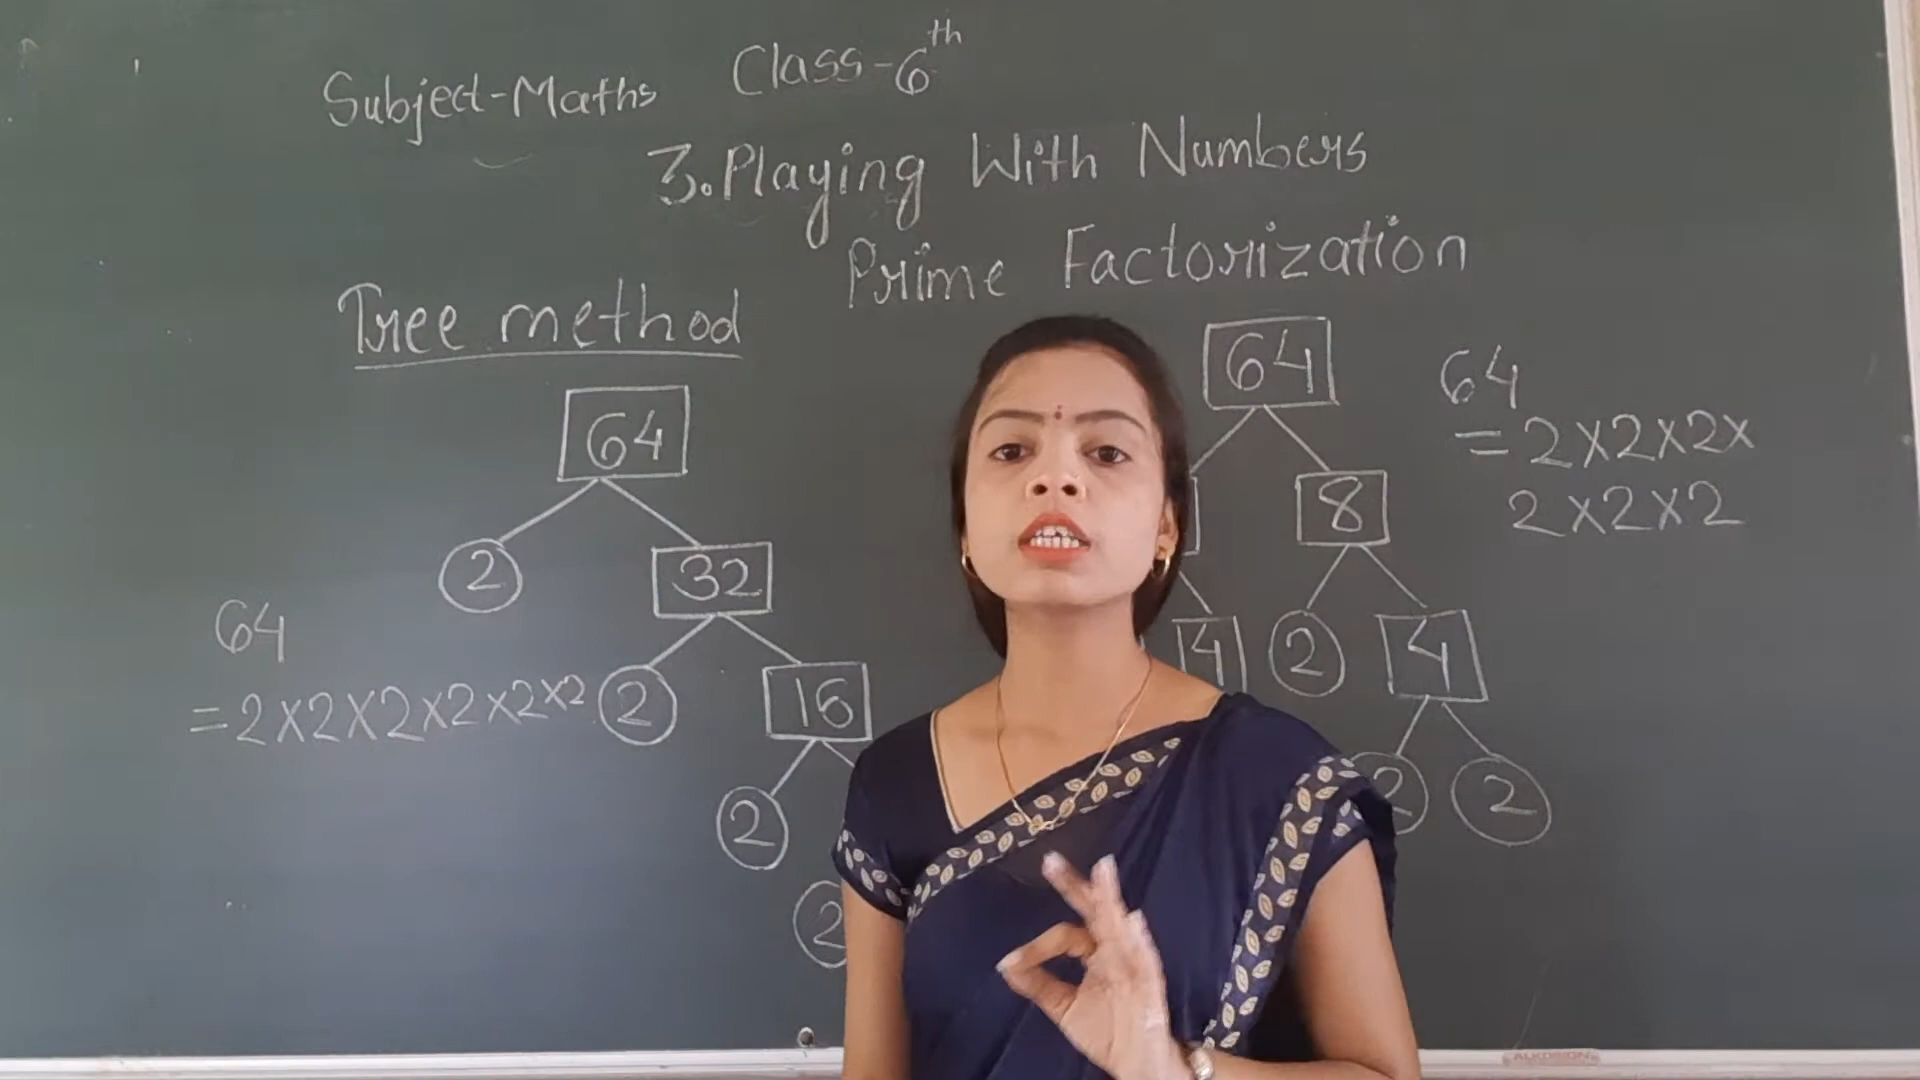 Subject-Maths Class-6th
3. Playing With Numbers
Prime Factorization
Tree method
64
2 32
2 16
2
2
64
=2×2×2×2×2×2
64
8
4 2 4
2 2
64
=2×2×2×
2×2×2
ALKOSIGN